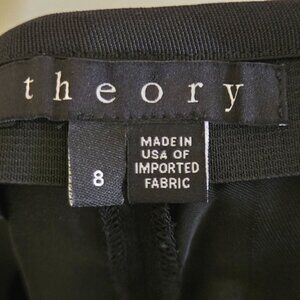 theory
8
MADE IN
USA OF
IMPORTED
FABRIC